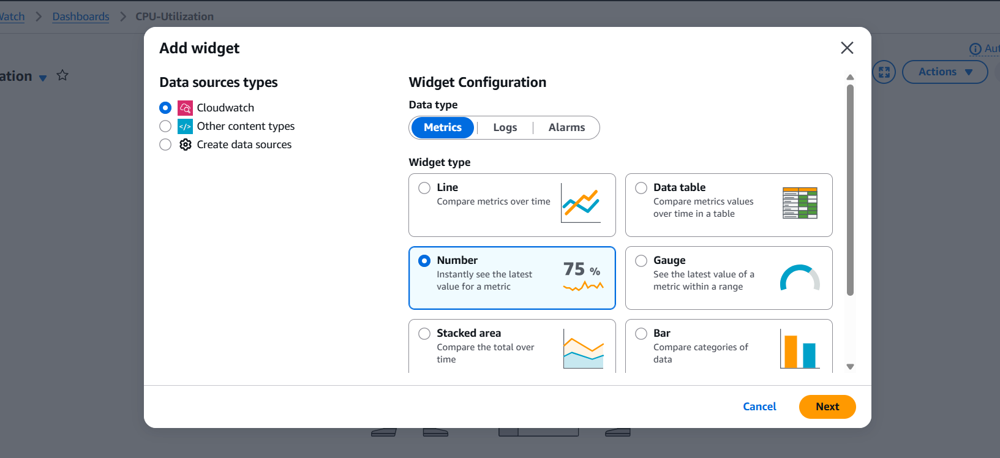 Watch > Dashboards > CPU-Utilization
Add widget
Aut
ation
Actions
Data sources types
Cloudwatch
Other content types
Create data sources
Widget Configuration
Data type
Metrics Logs Alarms
Widget type
Line
Compare metrics over time
Data table
Compare metrics values
over time in a table
Number
Instantly see the latest
value for a metric
75 %
Gauge
See the latest value of a
metric within a range
Stacked area
Compare the total over
time
Bar
Compare categories of
data
Cancel Next